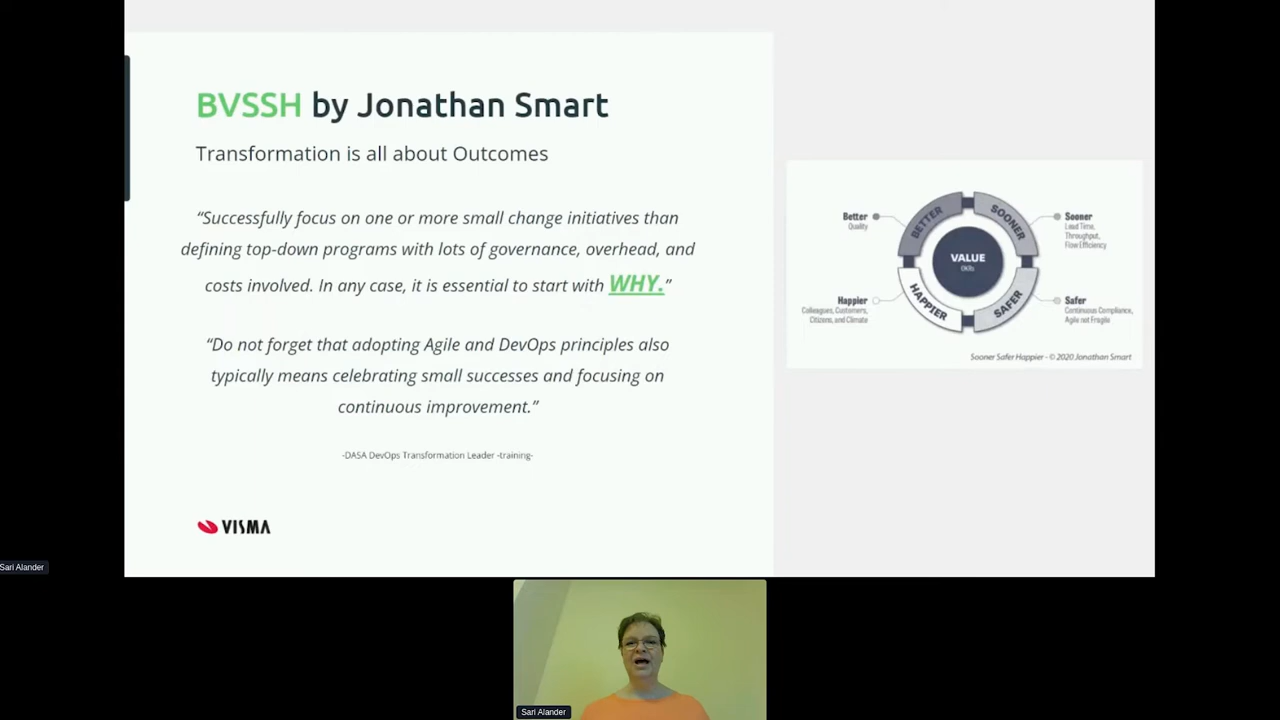 BVSSH by Jonathan Smart
Transformation is all about Outcomes
“Successfully focus on one or more small change initiatives than
defining top-down programs with lots of governance, overhead, and
costs involved. In any case, it is essential to start with WHY.”
“Do not forget that adopting Agile and DevOps principles also
typically means celebrating small successes and focusing on
continuous improvement.”
-DASA DevOps Transformation Leader -training-
VISMA
Better
Quality
BETTER
SOONER
Sooner
Lead Time,
Throughput,
Flow Efficiency
VALUE
OKRs
Happier
Colleagues, Customers,
Citizens, and Climate
HAPPIER
SAFER
Safer
Continuous Compliance,
Agile not Fragile
Sooner Safer Happier - © 2020 Jonathan Smart
Sari Alander
Sari Alander